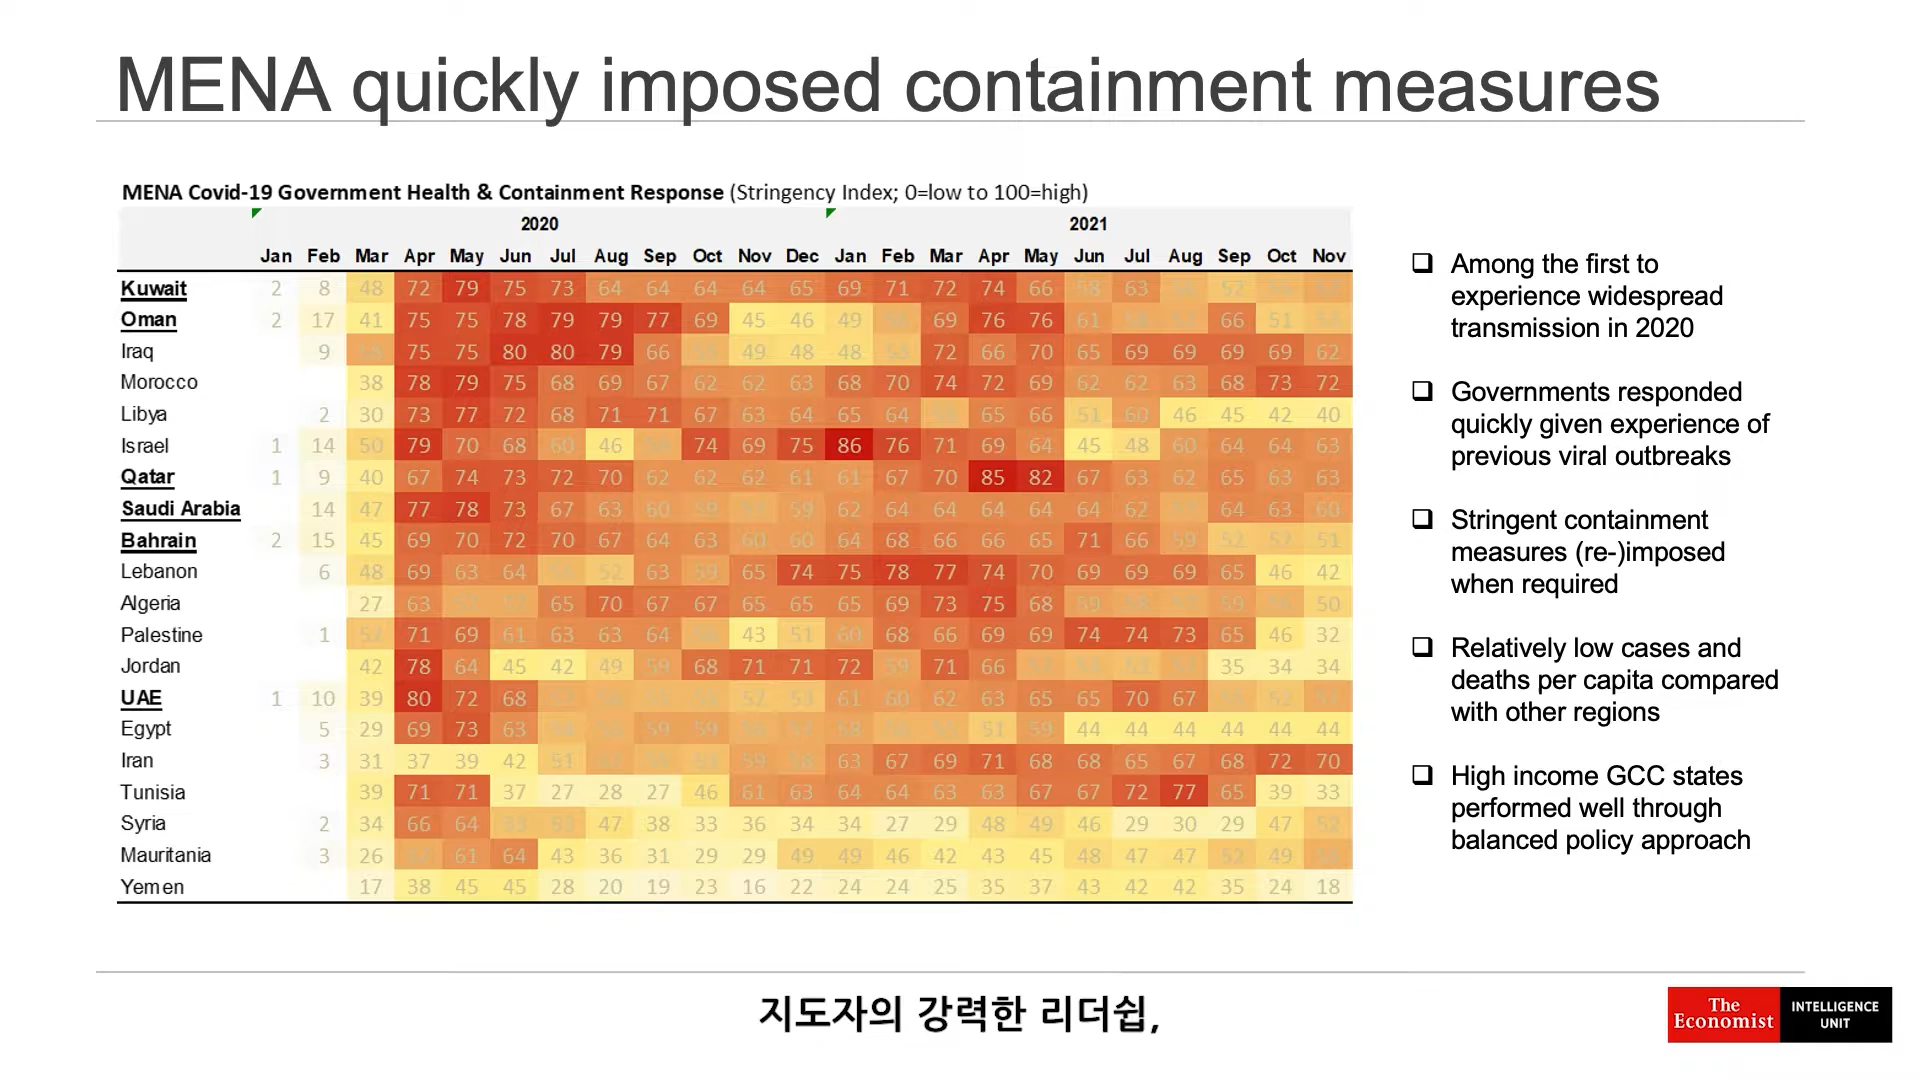 MENA quickly imposed containment measures
MENA Covid-19 Government Health & Containment Response (Stringency Index; 0=low to 100=high)
2020 2021
Jan Feb Mar Apr May Jun Jul Aug Sep Oct Nov Dec Jan Feb Mar Apr May Jun Jul Aug Sep Oct Nov
Kuwait 2 8 48 72 79 75 73 64 64 64 64 65 69 71 72 74 66 58 63 52
Oman 2 17 41 75 75 78 79 79 77 69 45 46 49 69 76 76 61 66 51
Iraq 9 75 75 80 80 79 66 49 48 48 72 66 70 65 69 69 69 69 62
Morocco 38 78 79 75 68 69 67 62 62 63 68 70 74 72 69 62 62 63 68 73 72
Libya 2 30 73 77 72 68 71 71 67 63 64 65 64 65 66 51 60 46 45 42 40
Israel 1 14 50 79 70 68 60 46 74 69 75 86 76 71 69 64 45 48 60 64 64 63
Qatar 1 9 40 67 74 73 72 70 62 62 62 61 61 67 70 85 82 67 63 62 65 63 63
Saudi Arabia 14 47 77 78 73 67 63 60 59 59 62 64 64 64 64 64 62 64 63 60
Bahrain 2 15 45 69 70 72 70 67 64 63 60 60 64 68 66 66 65 71 66 59 52 52 51
Lebanon 6 48 69 63 64 52 63 59 65 74 75 78 77 74 70 69 69 69 65 46 42
Algeria 27 63 65 70 67 67 65 65 65 69 73 75 68 59 58 59 50
Palestine 1 52 71 69 61 63 63 64 43 51 60 68 66 69 69 74 74 73 65 46 32
Jordan 42 78 64 45 42 49 59 68 71 71 72 59 71 66 35 34 34
UAE 1 10 39 80 72 68 52 53 61 60 62 63 65 65 70 67 52
Egypt 5 29 69 73 63 59 59 58 51 59 44 44 44 44 44 44
Iran 3 31 37 39 42 51 59 63 67 69 71 68 68 65 67 68 72 70
Tunisia 39 71 71 37 27 28 27 46 61 63 64 64 63 63 67 67 72 77 65 39 33
Syria 2 34 66 64 53 53 47 38 33 36 34 34 27 29 48 49 46 29 30 29 47 52
Mauritania 3 26 61 64 43 36 31 29 29 49 49 46 42 43 45 48 47 47 52 49
Yemen 17 38 45 45 28 20 19 23 16 22 24 24 25 35 37 43 42 42 35 24 18
❑ Among the first to
experience widespread
transmission in 2020
❑ Governments responded
quickly given experience of
previous viral outbreaks
❑ Stringent containment
measures (re-)imposed
when required
❑ Relatively low cases and
deaths per capita compared
with other regions
❑ High income GCC states
performed well through
balanced policy approach
지도자의 강력한 리더쉽,
The
Economist
INTELLIGENCE
UNIT